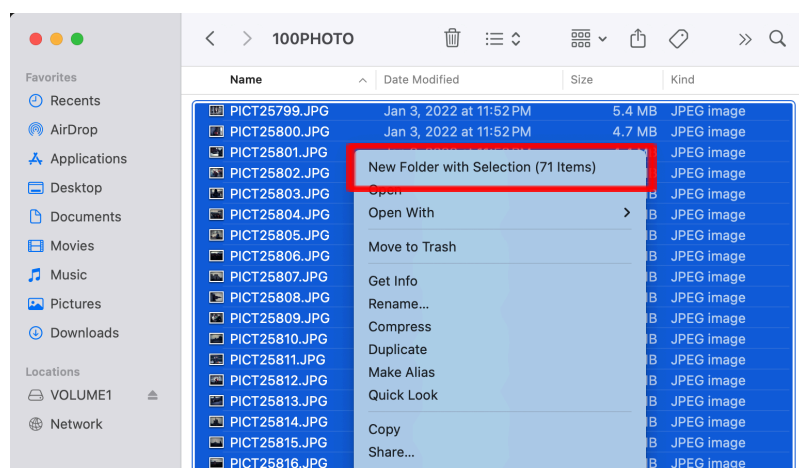 100PHOTO
Favorites
Recents
AirDrop
Applications
Desktop
Documents
Movies
Music
Pictures
Downloads
Locations
VOLUME1
Network
Name Date Modified Size Kind
PICT25799.JPG Jan 3, 2022 at 11:52 PM 5.4 MB JPEG image
PICT25800.JPG Jan 3, 2022 at 11:52 PM 4.7 MB JPEG image
PICT25801.JPG JPEG image
PICT25802.JPG JPEG image
PICT25803.JPG JPEG image
PICT25804.JPG JPEG image
PICT25805.JPG JPEG image
PICT25806.JPG JPEG image
PICT25807.JPG JPEG image
PICT25808.JPG JPEG image
PICT25809.JPG JPEG image
PICT25810.JPG JPEG image
PICT25811.JPG JPEG image
PICT25812.JPG JPEG image
PICT25813.JPG JPEG image
PICT25814.JPG JPEG image
PICT25815.JPG JPEG image
PICT25816.JPG JPEG image
New Folder with Selection (71 Items)
Open
Open With
Move to Trash
Get Info
Rename...
Compress
Duplicate
Make Alias
Quick Look
Copy
Share...